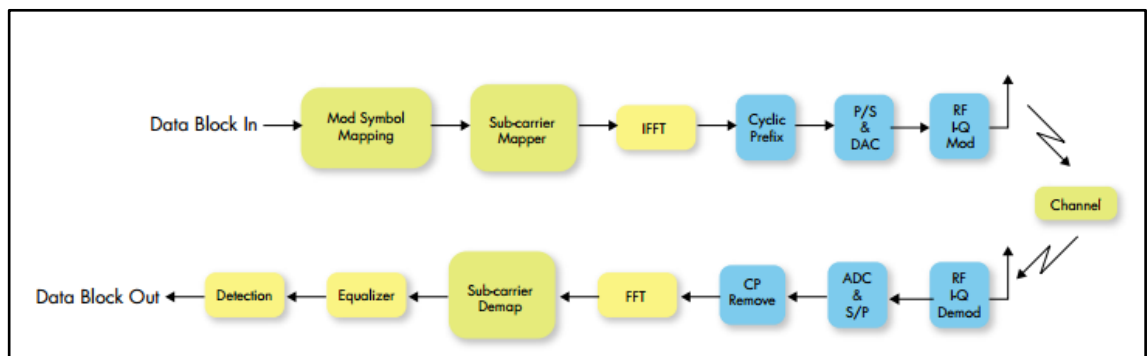 Data Block In
Mod Symbol
Mapping
Sub-carrier
Mapper
IFFT
Cyclic
Prefix
P/S
&
DAC
RF
I-Q
Mod
Channel
Data Block Out
Detection
Equalizer
Sub-carrier
Demap
FFT
CP
Remove
ADC
&
S/P
RF
I-Q
Demod